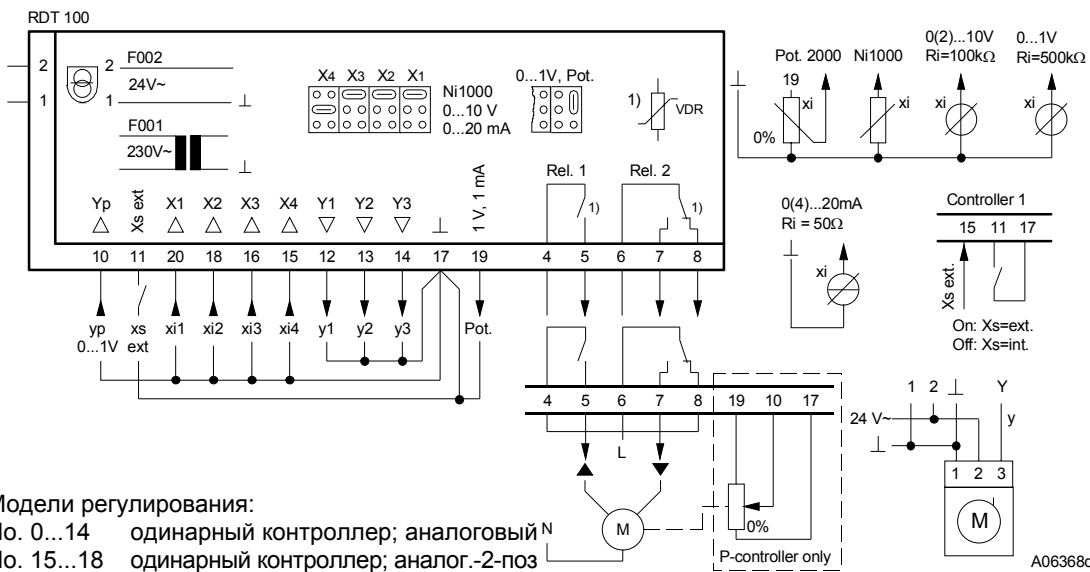 RDT 100
2 2 F002
24V~
1 1 ⊥
F001
230V~
⊥
X4 X3 X2 X1
Ni1000
0...10 V
0...20 mA
0...1V, Pot.
1) VDR
Rel. 1 Rel. 2
1) 1)
Yp Xs ext X1 X2 X3 X4 Y1 Y2 Y3 ⊥ 1 V, 1 mA
10 11 20 18 16 15 12 13 14 17 19 4 5 6 7 8
yp xs xi1 xi2 xi3 xi4 y1 y2 y3 Pot.
0...1V ext
Pot. 2000 Ni1000 0(2)...10V 0...1V
Ri=100kΩ Ri=500kΩ
⊥ 19 xi xi xi xi
0%
0(4)...20mA
Ri = 50Ω
⊥ xi
Controller 1
15 11 17
Xs ext.
On: Xs=ext.
Off: Xs=int.
4 5 6 7 8 19 10 17
L
N M 0%
P-controller only
1 2 ⊥ Y
24 V~ y
⊥
1 2 3
M
Модели регулирования:
No. 0...14 одинарный контроллер; аналоговый
No. 15...18 одинарный контроллер; аналог.-2-поз
A06368c